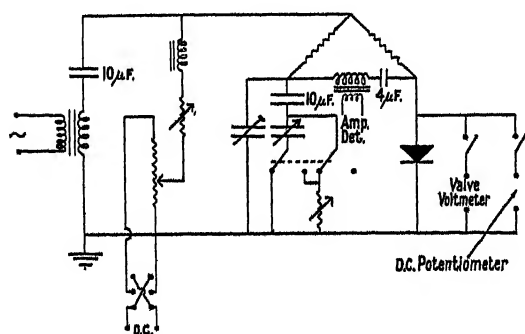 10μF.
10μF.
4μF.
Amp.
Det.
~
Valve
Voltmeter
D.C. Potentiometer
D.C.